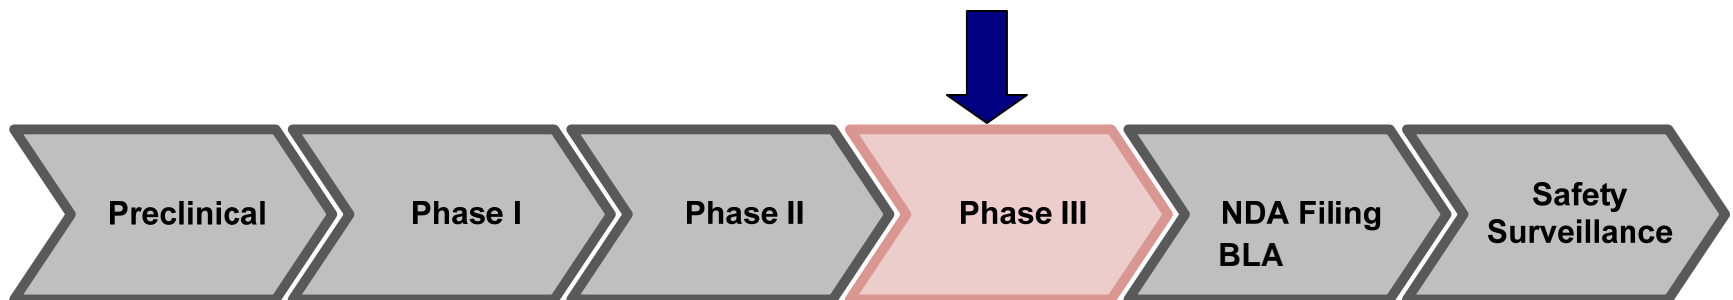 Preclinical
Phase I
Phase II
Phase III
NDA Filing
BLA
Safety
Surveillance